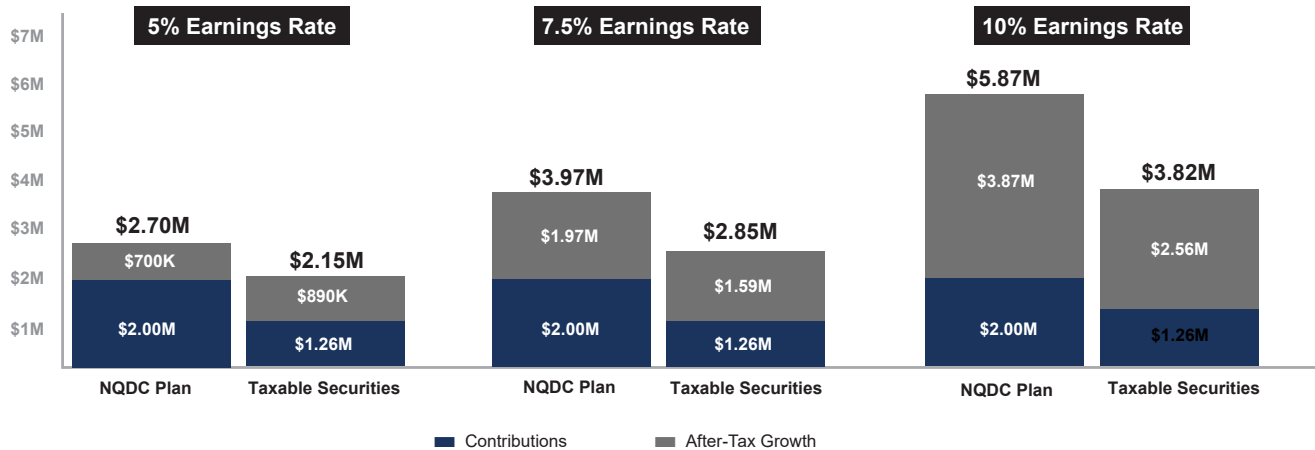 5% Earnings Rate
7.5% Earnings Rate
10% Earnings Rate
$7M
$6M
$5M
$4M
$3M
$2M
$1M
$2.70M
$700K
$2.00M
$2.15M
$890K
$1.26M
$3.97M
$1.97M
$2.00M
$2.85M
$1.59M
$1.26M
$5.87M
$3.87M
$2.00M
$3.82M
$2.56M
$1.26M
NQDC Plan
Taxable Securities
NQDC Plan
Taxable Securities
NQDC Plan
Taxable Securities
Contributions
After-Tax Growth